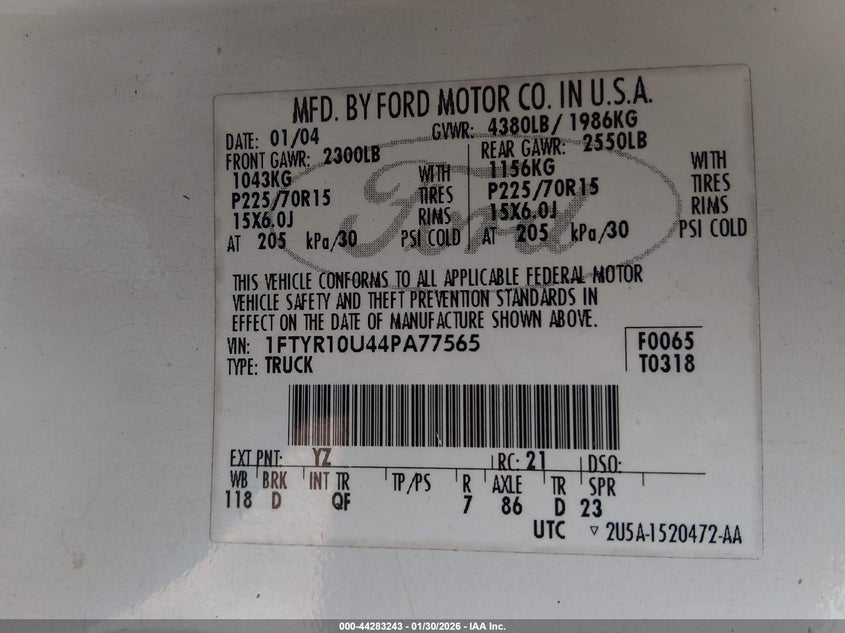 MFD. BY FORD MOTOR CO. IN U.S.A.
DATE: 01/04 GVWR: 4380LB/ 1986KG
FRONT GAWR: 2300LB REAR GAWR: 2550LB
1043KG WITH 1156KG WITH
P225/70R15 TIRES P225/70R15 TIRES
15X6.0J RIMS 15X6.0J RIMS
AT 205 kPa/30 PSI COLD AT 205 kPa/30 PSI COLD
Ford
THIS VEHICLE CONFORMS TO ALL APPLICABLE FEDERAL MOTOR
VEHICLE SAFETY AND THEFT PREVENTION STANDARDS IN
EFFECT ON THE DATE OF MANUFACTURE SHOWN ABOVE.
VIN: 1FTYR10U44PA77565 F0065
TYPE: TRUCK T0318
EXT PNT: YZ RC: 21 DSO:
WB BRK INT TR TP/PS R AXLE TR SPR
118 D QF 7 86 D 23
UTC ▽ 2U5A-1520472-AA
000-44283243 - 01/30/2026 - IAA Inc.